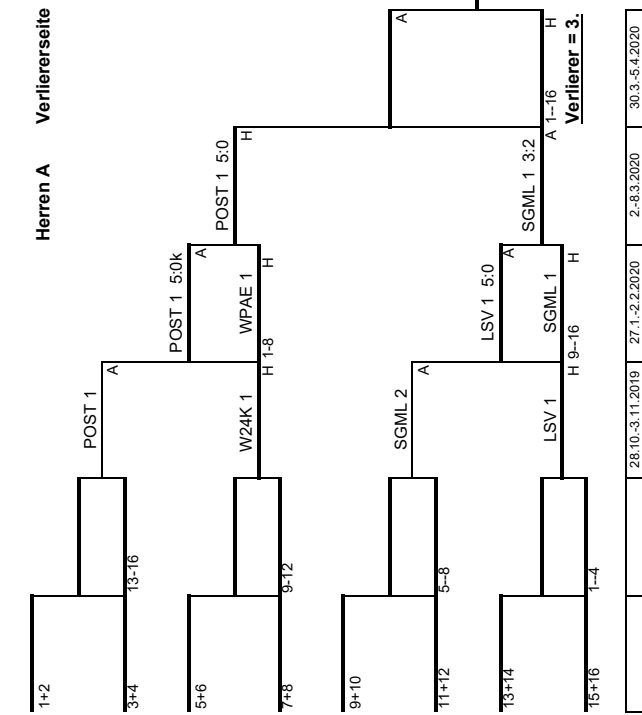 Herren A Verliererseite
1+2
3+4
13-16
POST 1
A
POST 1 5:0k
A
5+6
7+8
9-12
W24K 1
H 1-8
WPAE 1
H
POST 1 5:0
H
A
9+10
11+12
5--8
SGML 2
A
LSV 1 5:0
A
13+14
15+16
1--4
LSV 1
H 9--16
SGML 1
H
SGML 1 3:2
A 1--16
H
Verlierer = 3.
28.10.-3.11.2019
27.1.-2.2.2020
2.-8.3.2020
30.3.-5.4.2020